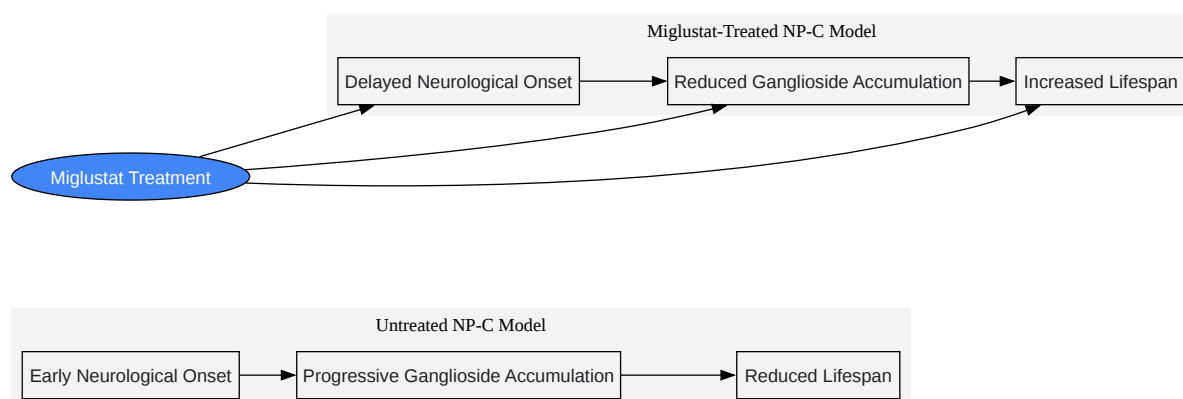 Miglustat-Treated NP-C Model
Delayed Neurological Onset
Reduced Ganglioside Accumulation
Increased Lifespan
Miglustat Treatment
Untreated NP-C Model
Early Neurological Onset
Progressive Ganglioside Accumulation
Reduced Lifespan